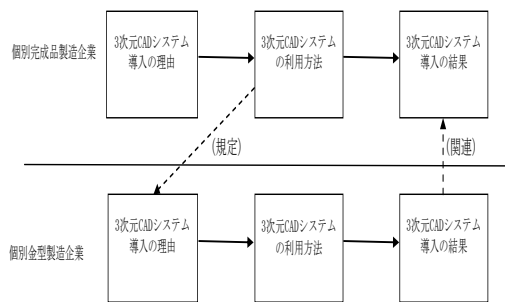 個別完成品製造企業
3次元CADシステム
導入の理由
3次元CADシステム
の利用方法
3次元CADシステム
導入の結果
(規定)
(関連)
個別金型製造企業
3次元CADシステム
導入の理由
3次元CADシステム
の利用方法
3次元CADシステム
導入の結果